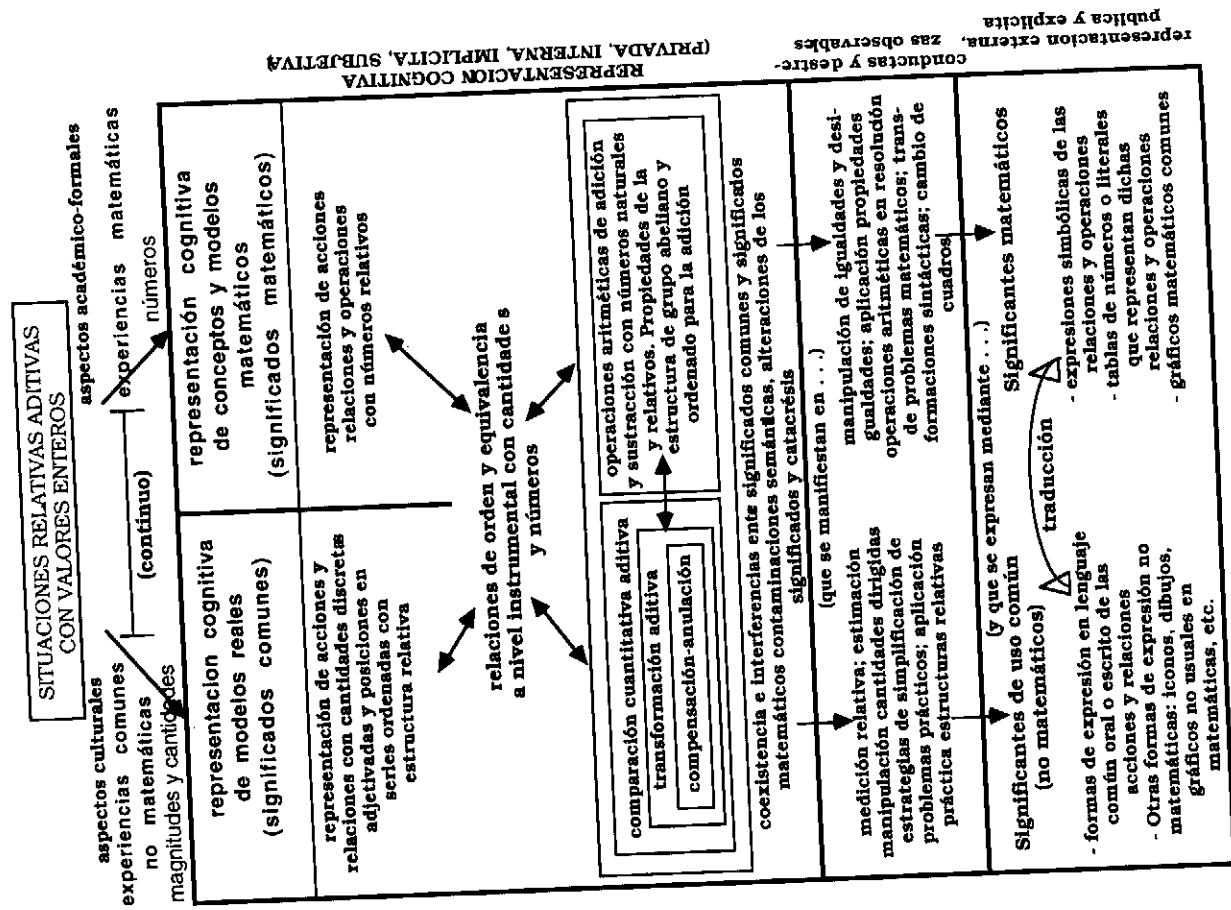 SITUACIONES RELATIVAS ADITIVAS
CON VALORES ENTEROS
aspectos culturales
experiencias comunes
no matemáticas
magnitudes y cantidades
(contínuo)
aspectos académico-formales
experiencias matemáticas
números
representacion cognitiva
de modelos reales
(significados comunes)
representación cognitiva
de conceptos y modelos
matemáticos
(significados matemáticos)
representación de acciones y
relaciones con cantidades discretas
adjetivadas y posiciones en
series ordenadas con
estructura relativa
representación de acciones
relaciones y operaciones
con números relativos
relaciones de orden y equivalencia
a nivel instrumental con cantidades
y números
comparación cuantitativa aditiva
transformación aditiva
compensación-anulación
operaciones arirméticas de adición
y sustracción con números naturales
y relativos. Propiedades de la
estructura de grupo abeliano y
ordenado para la adición
coexistencia e interferencias ente significados comunes y significados
matemáticos contaminaciones semánticas, alteraciones de los
significados y catacrésis
(que se manifiestan en . . .)
medición relativa; estimación
manipulación cantidades dirigidas
estrategias de simplificación de
problemas prácticos; aplicación
práctica estructuras relativas
manipulación de igualdades y desi-
gualdades; aplicación propiedades
operaciones aritméticas en resolución
de problemas matemáticos; trans-
formaciones sintácticas; cambio de
cuadros
(y que se expresan mediante . . .)
Significantes de uso común
(no matemáticos)
- formas de expresión en lenguaje
común oral o escrito de las
acciones y relaciones
- Otras formas de expresión no
matemáticas: iconos, dibujos,
gráficos no usuales en
matemáticas, etc.
traducción
Significantes matemáticos
- expresiones simbólicas de las
relaciones y operaciones
- tablas de números o literales
que representan dichas
relaciones y operaciones
- gráficos matemáticos comunes
REPRESENTACION COGNITIVA
(PRIVADA, INTERNA, IMPLICITA, SUBJETIVA)
conductas y destre-
zas observables
representacion externa,
publica y explicita